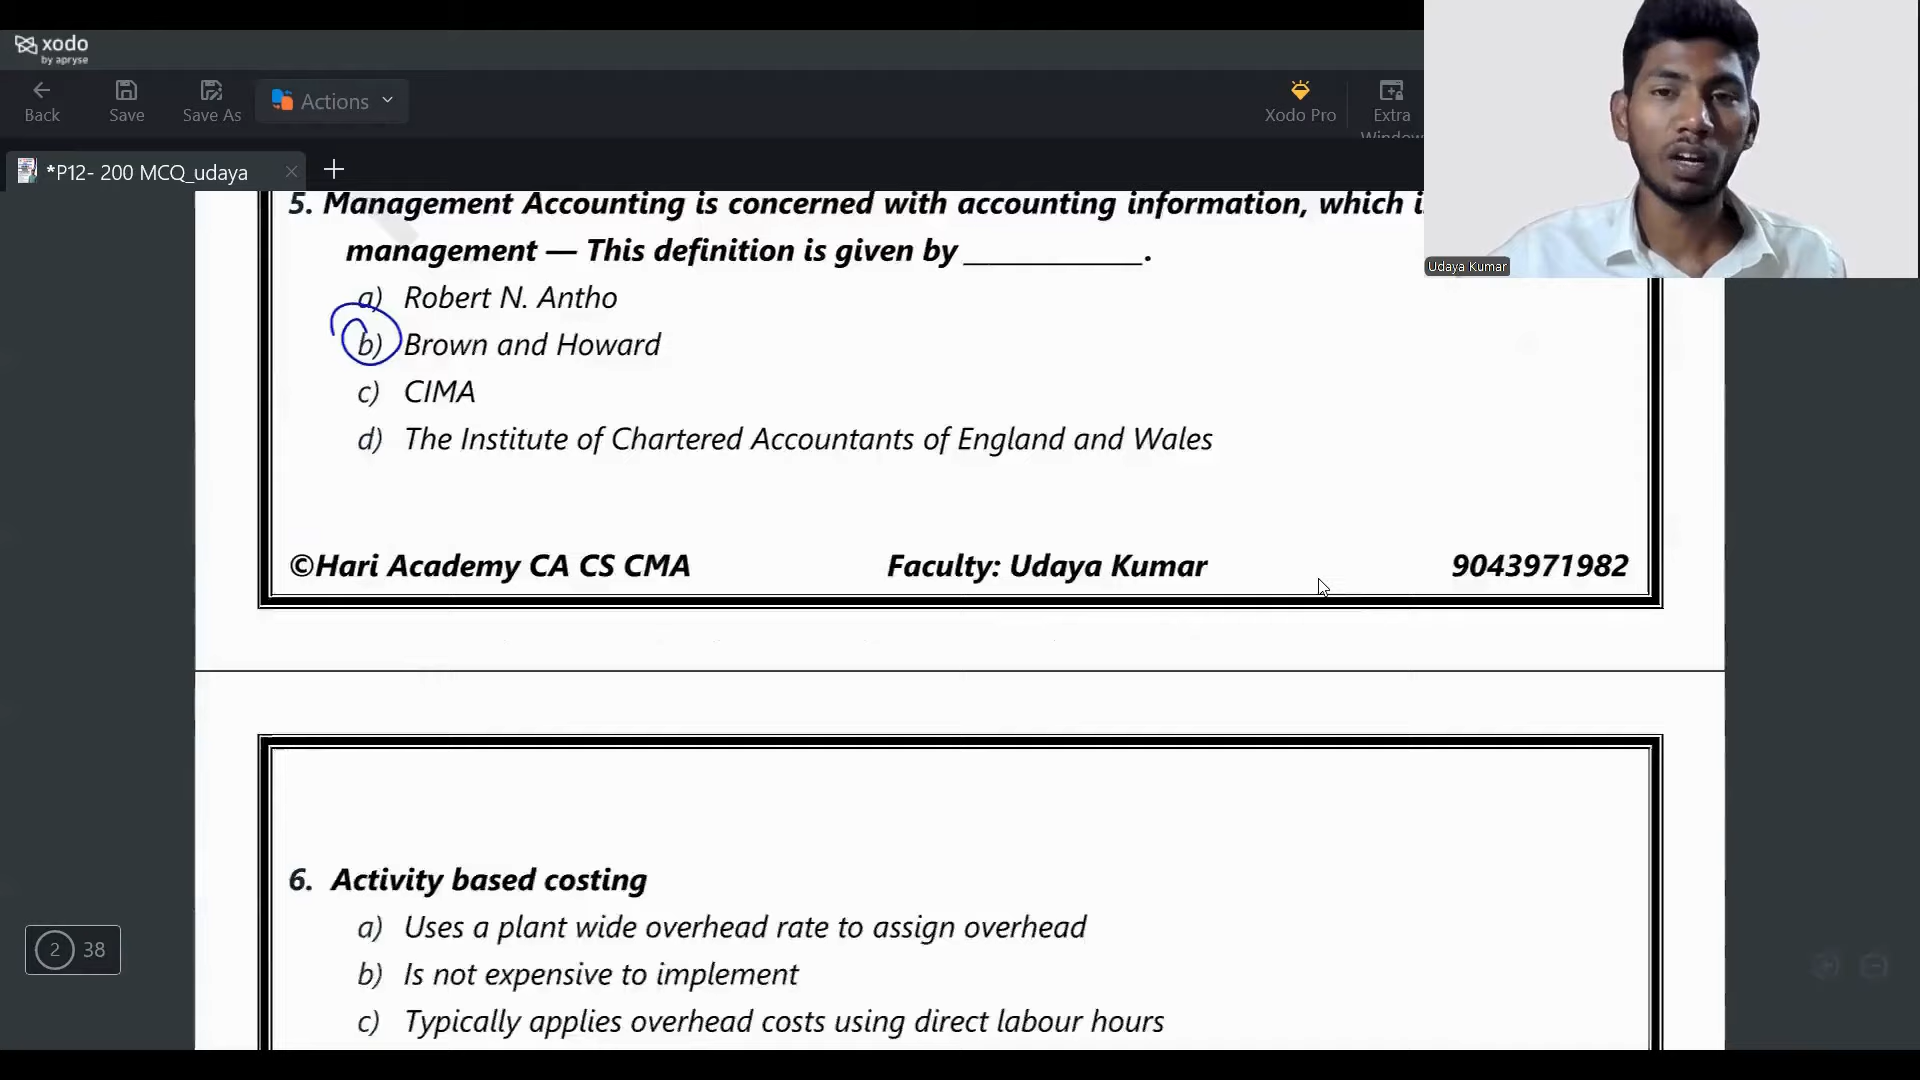 xodo
by apryse
Back
Save
Save As
Actions
Xodo Pro
Extra
Window
*P12- 200 MCQ_udaya
Udaya Kumar
5. Management Accounting is concerned with accounting information, which i
management — This definition is given by ____________.
a) Robert N. Antho
b) Brown and Howard
c) CIMA
d) The Institute of Chartered Accountants of England and Wales
©Hari Academy CA CS CMA Faculty: Udaya Kumar 9043971982
6. Activity based costing
a) Uses a plant wide overhead rate to assign overhead
b) Is not expensive to implement
c) Typically applies overhead costs using direct labour hours
2 38